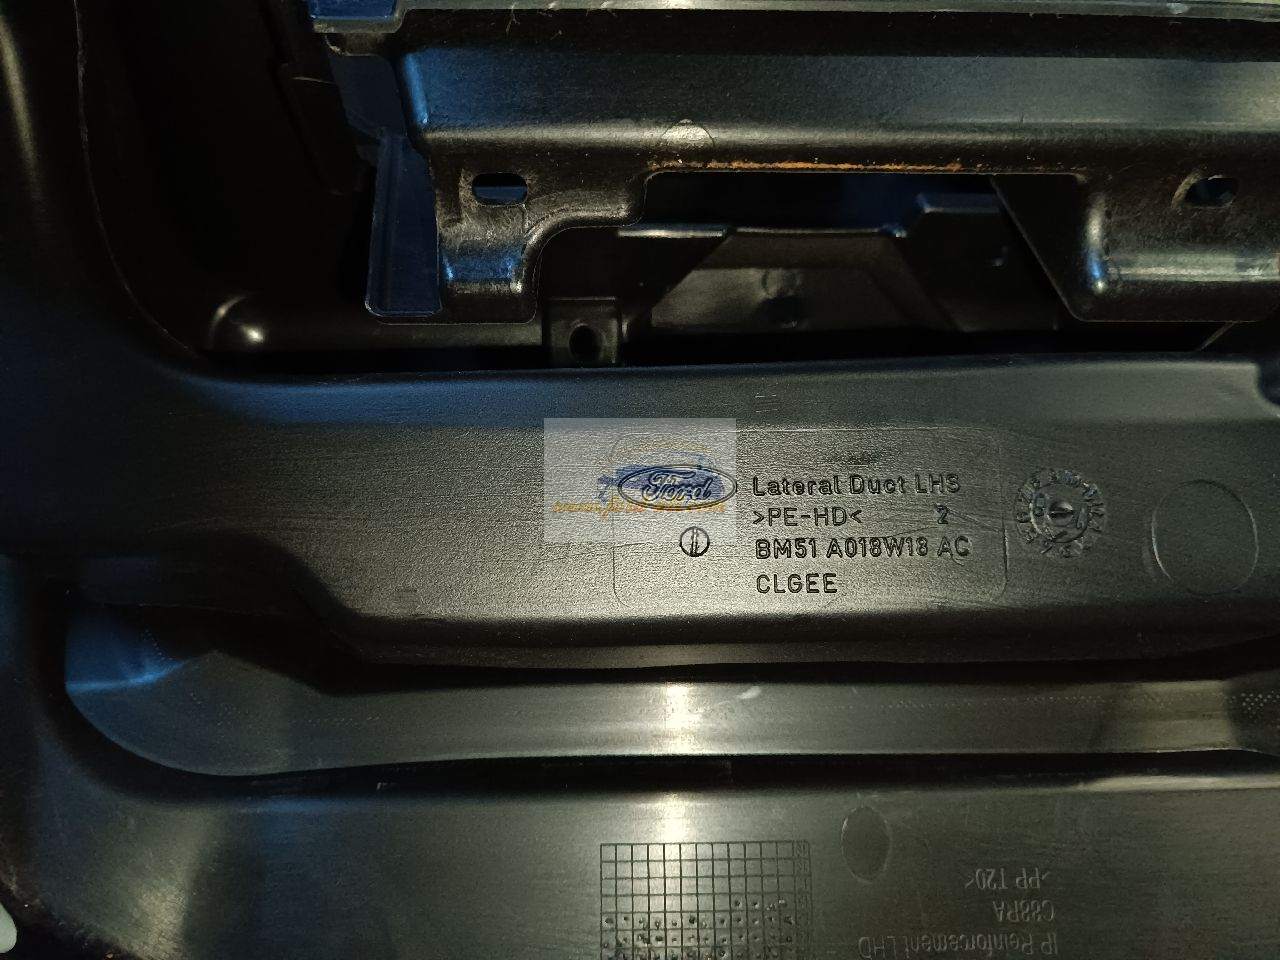 Ford
Lateral Duct LHS
>PE-HD< 2
BM51 A018W18 AC
CLGEE
>PP T20<
C88RA
IP Reinforcement LHD